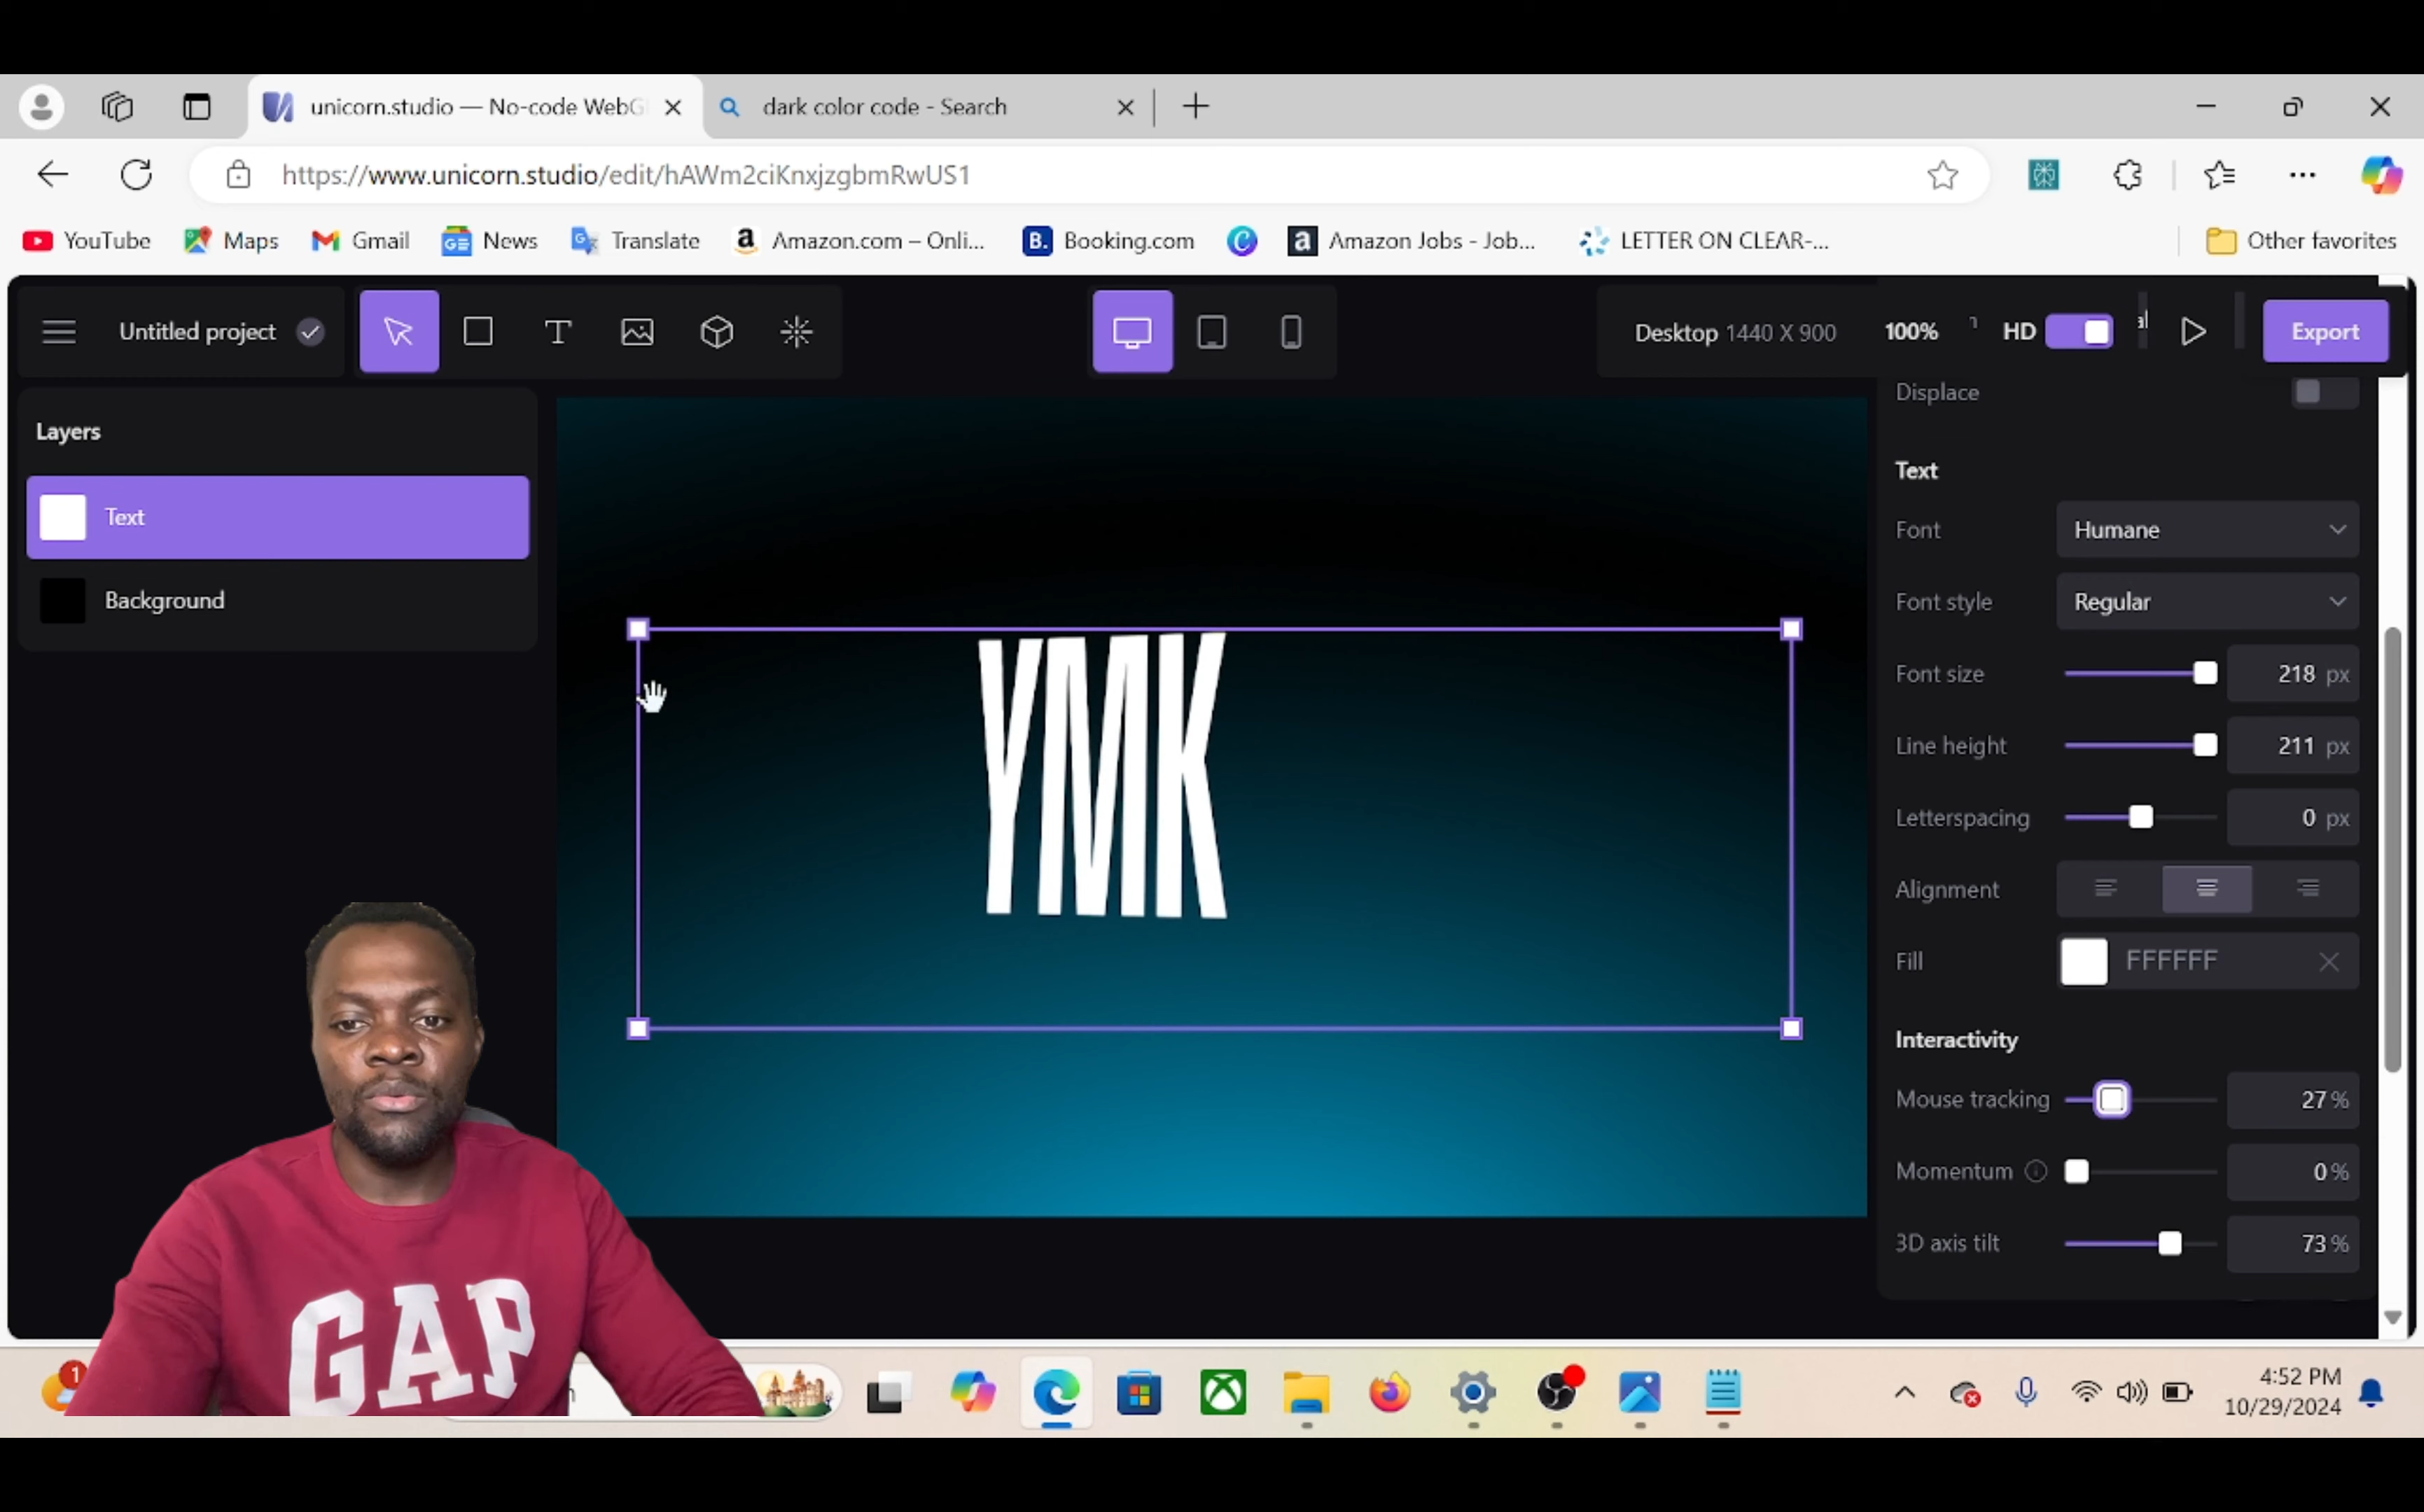 unicorn.studio — No-code WebG
dark color code - Search
https://www.unicorn.studio/edit/hAWm2ciKnxjzgbmRwUS1
YouTube
Maps
Gmail
News
Translate
Amazon.com – Onli...
Booking.com
Amazon Jobs - Job...
LETTER ON CLEAR-...
Other favorites
Untitled project
T
Desktop 1440 X 900
100%
HD
Export
Layers
Text
Background
YMK
Displace
Text
Font Humane
Font style Regular
Font size 218 px
Line height 211 px
Letterspacing 0 px
Alignment
Fill FFFFFF
Interactivity
Mouse tracking 27 %
Momentum 0 %
3D axis tilt 73 %
GAP
1
4:52 PM
10/29/2024